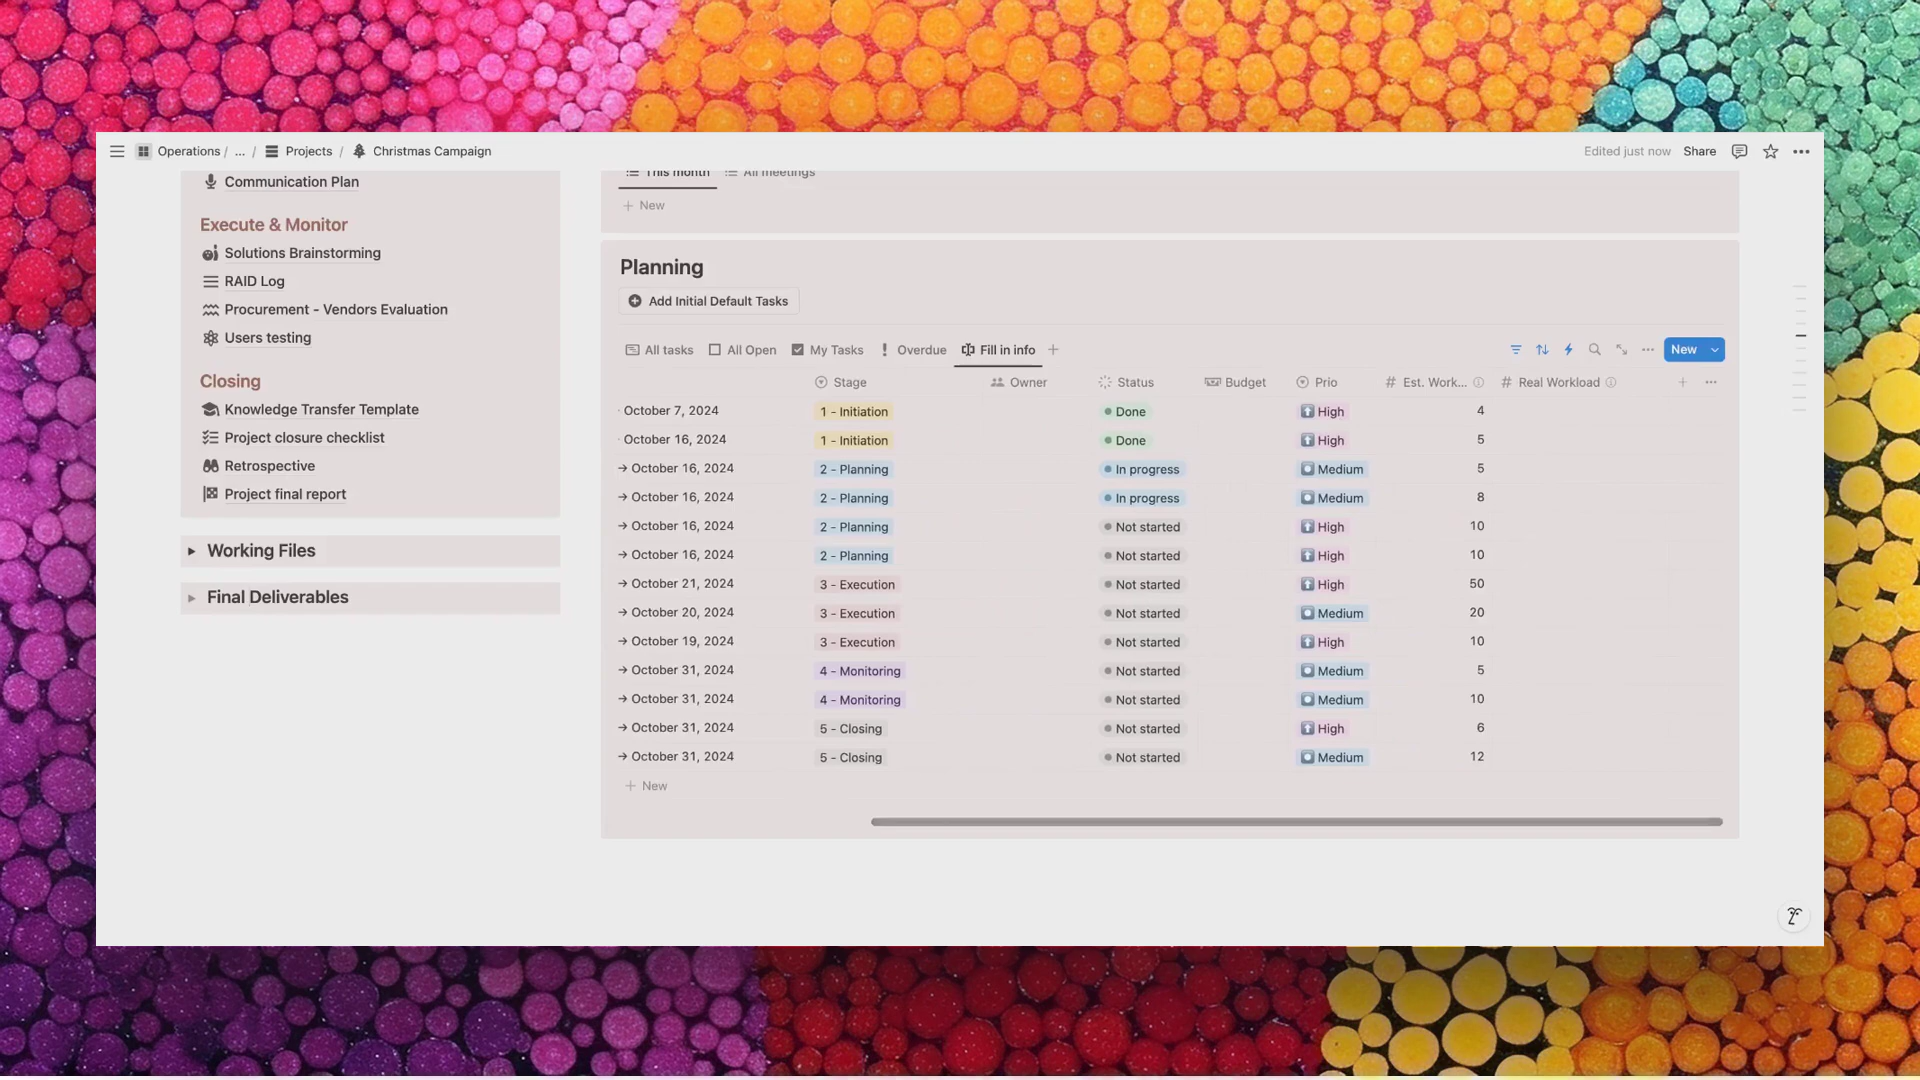 Operations / ... / Projects / Christmas Campaign
Edited just now Share
Communication Plan
Execute & Monitor
Solutions Brainstorming
RAID Log
Procurement - Vendors Evaluation
Users testing
Closing
Knowledge Transfer Template
Project closure checklist
Retrospective
Project final report
Working Files
Final Deliverables
This month All meetings
+ New
Planning
Add Initial Default Tasks
All tasks All Open My Tasks Overdue Fill in info +
New
Stage Owner Status Budget Prio # Est. Work... # Real Workload
October 7, 2024 1 - Initiation Done High 4
October 16, 2024 1 - Initiation Done High 5
→ October 16, 2024 2 - Planning In progress Medium 5
→ October 16, 2024 2 - Planning In progress Medium 8
→ October 16, 2024 2 - Planning Not started High 10
→ October 16, 2024 2 - Planning Not started High 10
→ October 21, 2024 3 - Execution Not started High 50
→ October 20, 2024 3 - Execution Not started Medium 20
→ October 19, 2024 3 - Execution Not started High 10
→ October 31, 2024 4 - Monitoring Not started Medium 5
→ October 31, 2024 4 - Monitoring Not started Medium 10
→ October 31, 2024 5 - Closing Not started High 6
→ October 31, 2024 5 - Closing Not started Medium 12
+ New